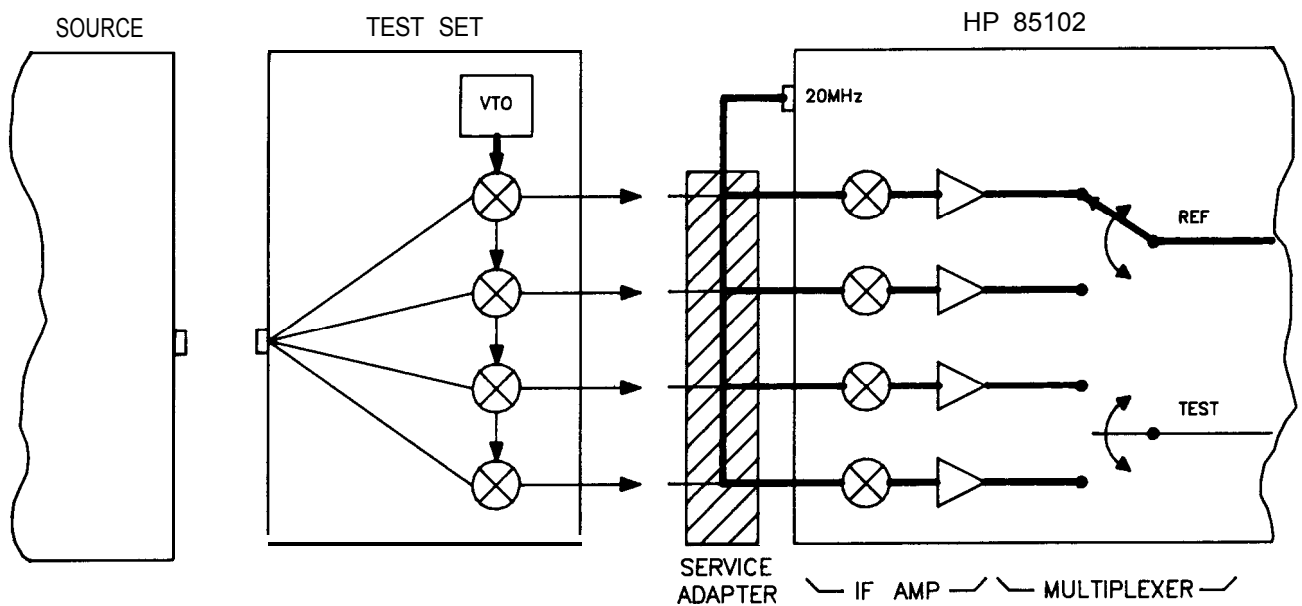 SOURCE
TEST SET
HP 85102
VTO
20MHz
REF
TEST
SERVICE
ADAPTER
IF AMP
MULTIPLEXER